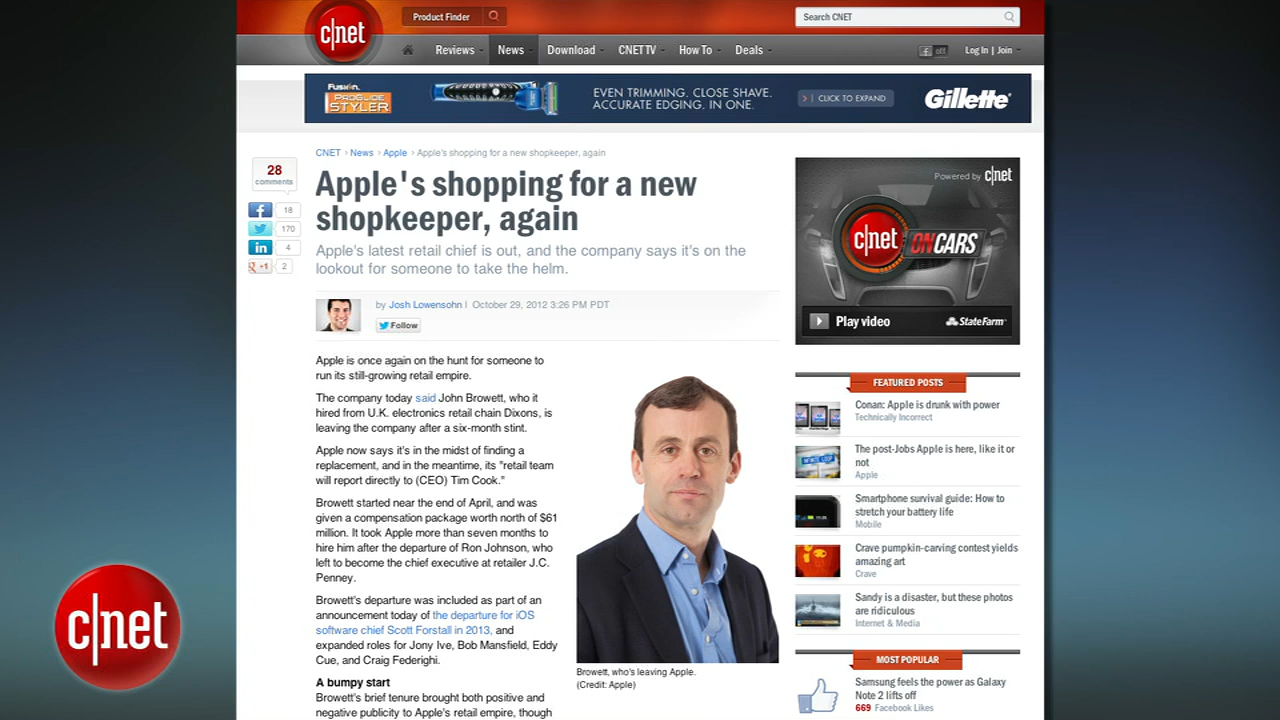 Product Finder
Search CNET
c|net
Reviews
News
Download
CNET TV
How To
Deals
f off
Log In | Join
Fusion
PROGLIDE
STYLER
EVEN TRIMMING. CLOSE SHAVE.
ACCURATE EDGING. IN ONE.
CLICK TO EXPAND
Gillette
CNET › News › Apple › Apple's shopping for a new shopkeeper, again
28
comments
18
170
4
+1 2
Apple's shopping for a new
shopkeeper, again
Apple's latest retail chief is out, and the company says it's on the
lookout for someone to take the helm.
by Josh Lowensohn | October 29, 2012 3:26 PM PDT
Follow
Apple is once again on the hunt for someone to
run its still-growing retail empire.
The company today said John Browett, who it
hired from U.K. electronics retail chain Dixons, is
leaving the company after a six-month stint.
Apple now says it's in the midst of finding a
replacement, and in the meantime, its "retail team
will report directly to (CEO) Tim Cook."
Browett started near the end of April, and was
given a compensation package worth north of $61
million. It took Apple more than seven months to
hire him after the departure of Ron Johnson, who
left to become the chief executive at retailer J.C.
Penney.
Browett's departure was included as part of an
announcement today of the departure for iOS
software chief Scott Forstall in 2013, and
expanded roles for Jony Ive, Bob Mansfield, Eddy
Cue, and Craig Federighi.
A bumpy start
Browett's brief tenure brought both positive and
negative publicity to Apple's retail empire, though
Browett, who's leaving Apple.
(Credit: Apple)
Powered by c|net
c|net ON CARS
Play video
State Farm
FEATURED POSTS
Conan: Apple is drunk with power
Technically Incorrect
The post-Jobs Apple is here, like it or
not
Apple
Smartphone survival guide: How to
stretch your battery life
Mobile
Crave pumpkin-carving contest yields
amazing art
Crave
Sandy is a disaster, but these photos
are ridiculous
Internet & Media
MOST POPULAR
Samsung feels the power as Galaxy
Note 2 lifts off
669 Facebook Likes
c|net